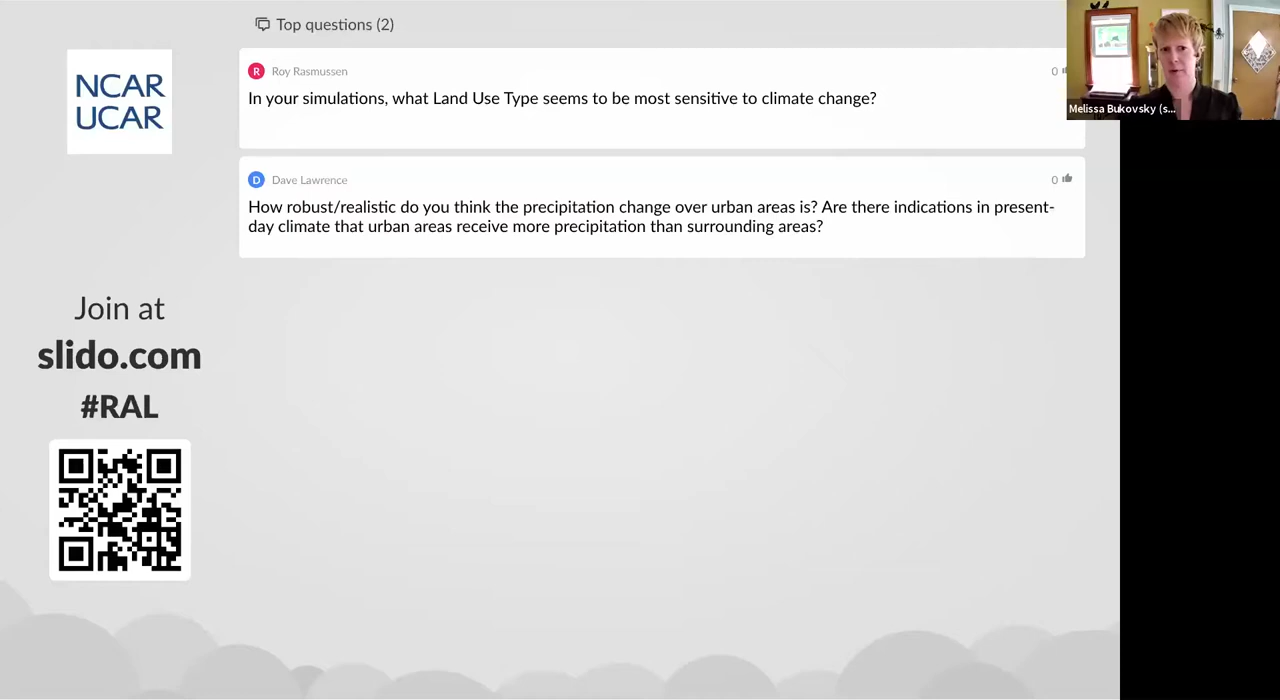 Top questions (2)
NCAR
UCAR
R
Roy Rasmussen
0
In your simulations, what Land Use Type seems to be most sensitive to climate change?
Melissa Bukovsky (s...
D
Dave Lawrence
0
How robust/realistic do you think the precipitation change over urban areas is? Are there indications in present-
day climate that urban areas receive more precipitation than surrounding areas?
Join at
slido.com
#RAL